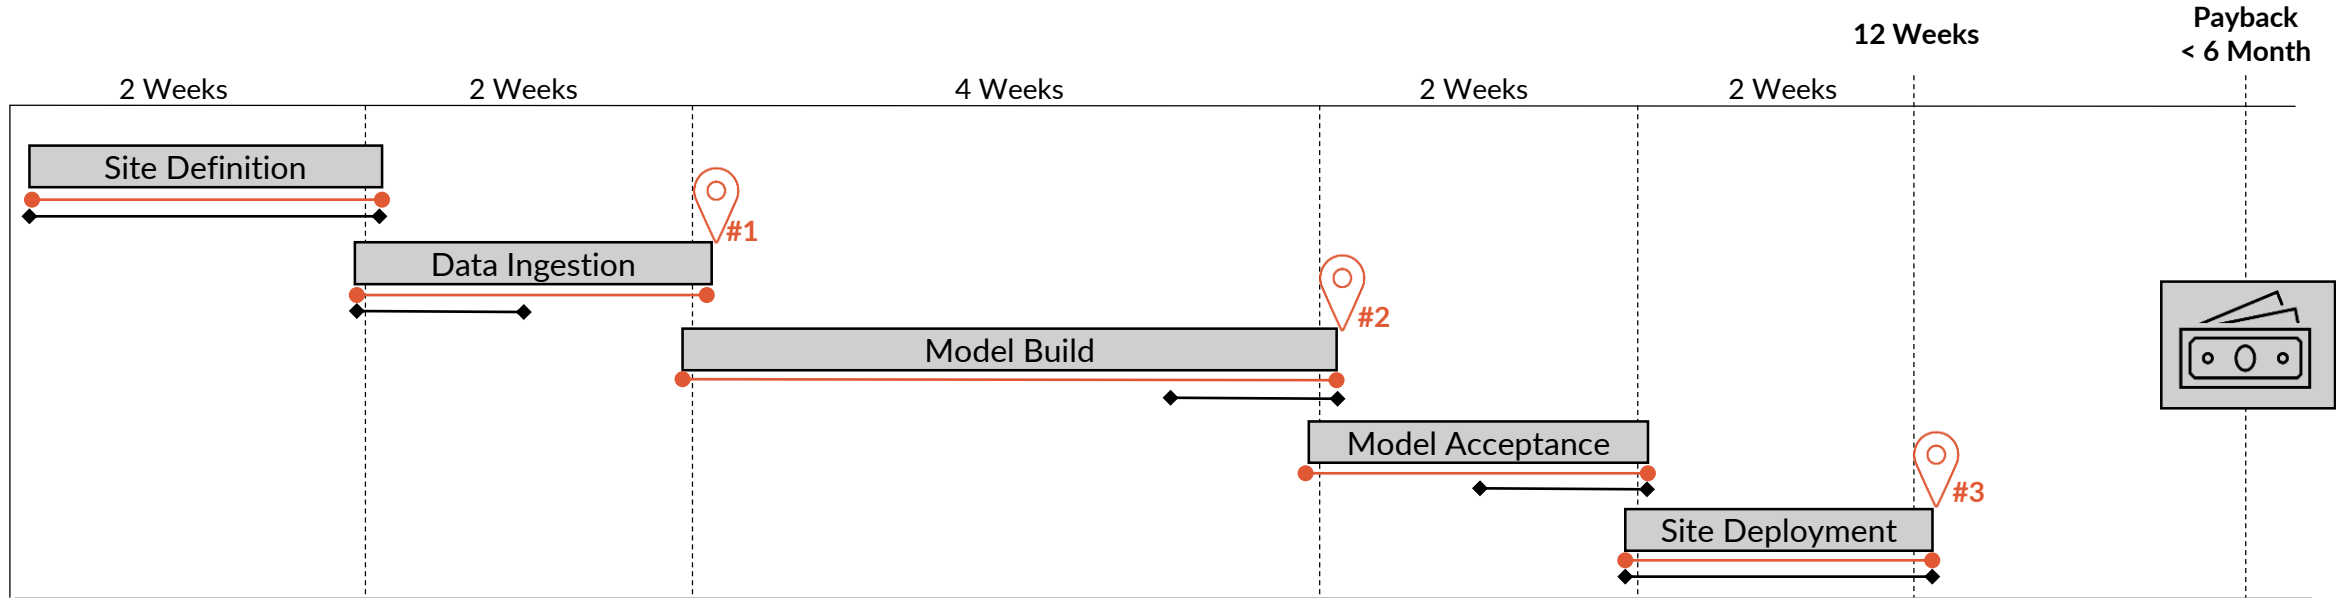 12 Weeks
Payback
< 6 Month
2 Weeks
2 Weeks
4 Weeks
2 Weeks
2 Weeks
Site Definition
#1
Data Ingestion
#2
Model Build
Model Acceptance
#3
Site Deployment